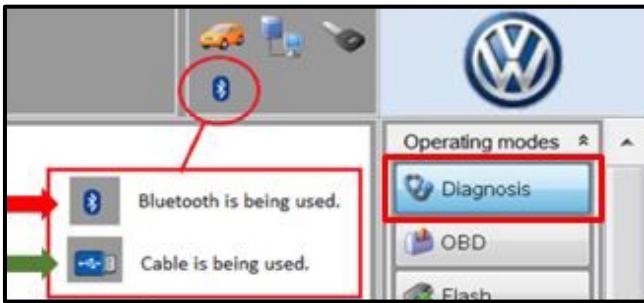 Operating modes
Diagnosis
Bluetooth is being used.
OBD
Cable is being used.
Flash